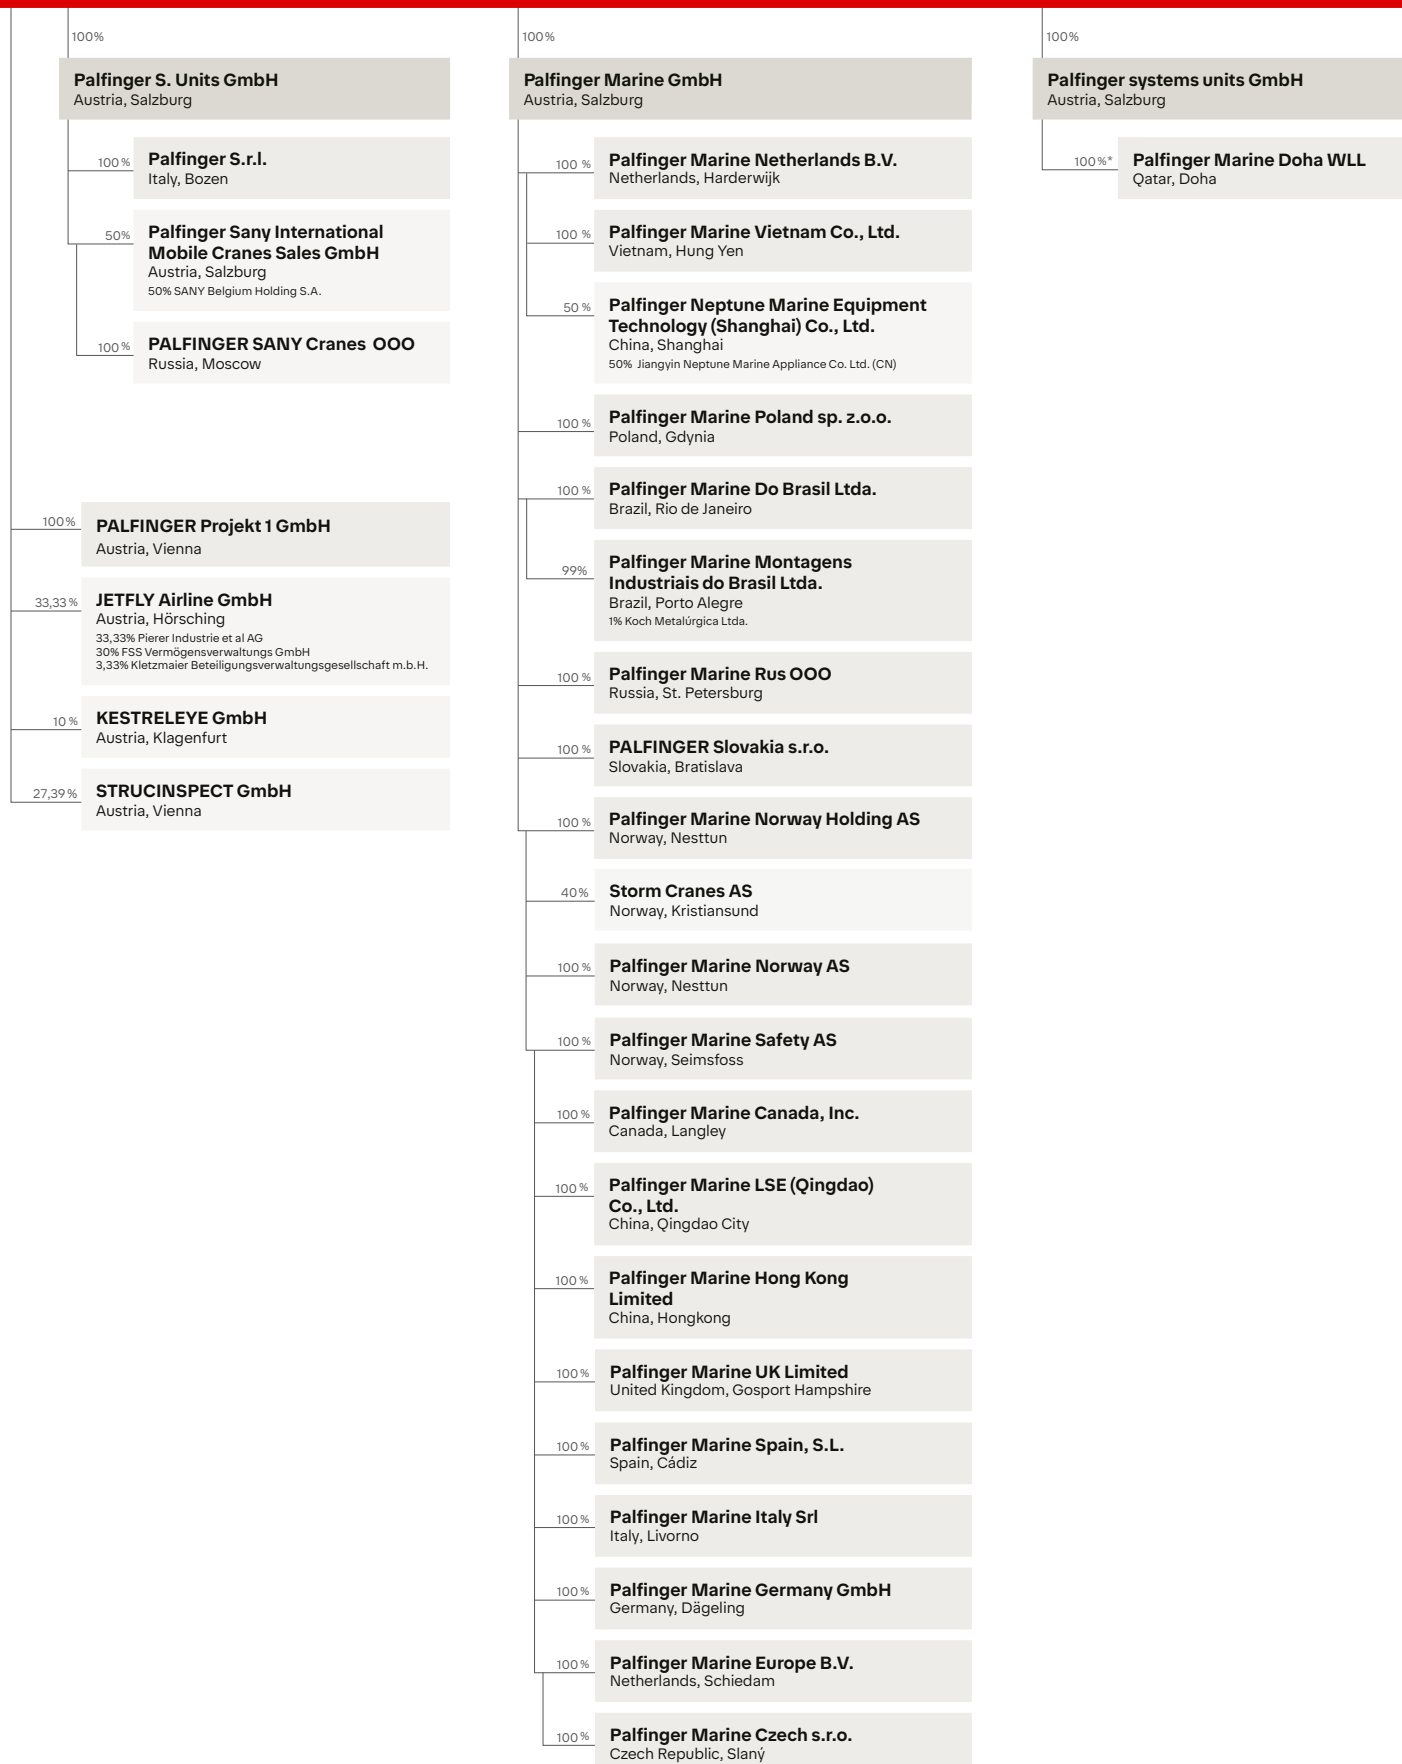 100%
Palfinger S. Units GmbH
Austria, Salzburg
100 %
Palfinger S.r.l.
Italy, Bozen
50%
Palfinger Sany International
Mobile Cranes Sales GmbH
Austria, Salzburg
50% SANY Belgium Holding S.A.
100 %
PALFINGER SANY Cranes OOO
Russia, Moscow
100%
PALFINGER Projekt 1 GmbH
Austria, Vienna
33,33 %
JETFLY Airline GmbH
Austria, Hörsching
33,33% Pierer Industrie et al AG
30% FSS Vermögensverwaltungs GmbH
3,33% Kletzmaier Beteiligungsverwaltungsgesellschaft m.b.H.
10 %
KESTRELEYE GmbH
Austria, Klagenfurt
27,39 %
STRUCINSPECT GmbH
Austria, Vienna
100%
Palfinger Marine GmbH
Austria, Salzburg
100 %
Palfinger Marine Netherlands B.V.
Netherlands, Harderwijk
100 %
Palfinger Marine Vietnam Co., Ltd.
Vietnam, Hung Yen
50 %
Palfinger Neptune Marine Equipment
Technology (Shanghai) Co., Ltd.
China, Shanghai
50% Jiangyin Neptune Marine Appliance Co. Ltd. (CN)
100 %
Palfinger Marine Poland sp. z.o.o.
Poland, Gdynia
100 %
Palfinger Marine Do Brasil Ltda.
Brazil, Rio de Janeiro
99%
Palfinger Marine Montagens
Industriais do Brasil Ltda.
Brazil, Porto Alegre
1% Koch Metalúrgica Ltda.
100 %
Palfinger Marine Rus OOO
Russia, St. Petersburg
100 %
PALFINGER Slovakia s.r.o.
Slovakia, Bratislava
100 %
Palfinger Marine Norway Holding AS
Norway, Nesttun
40%
Storm Cranes AS
Norway, Kristiansund
100 %
Palfinger Marine Norway AS
Norway, Nesttun
100 %
Palfinger Marine Safety AS
Norway, Seimsfoss
100 %
Palfinger Marine Canada, Inc.
Canada, Langley
100 %
Palfinger Marine LSE (Qingdao)
Co., Ltd.
China, Qingdao City
100 %
Palfinger Marine Hong Kong
Limited
China, Hongkong
100 %
Palfinger Marine UK Limited
United Kingdom, Gosport Hampshire
100 %
Palfinger Marine Spain, S.L.
Spain, Cádiz
100 %
Palfinger Marine Italy Srl
Italy, Livorno
100 %
Palfinger Marine Germany GmbH
Germany, Dägeling
100 %
Palfinger Marine Europe B.V.
Netherlands, Schiedam
100 %
Palfinger Marine Czech s.r.o.
Czech Republic, Slaný
100%
Palfinger systems units GmbH
Austria, Salzburg
100 %*
Palfinger Marine Doha WLL
Qatar, Doha